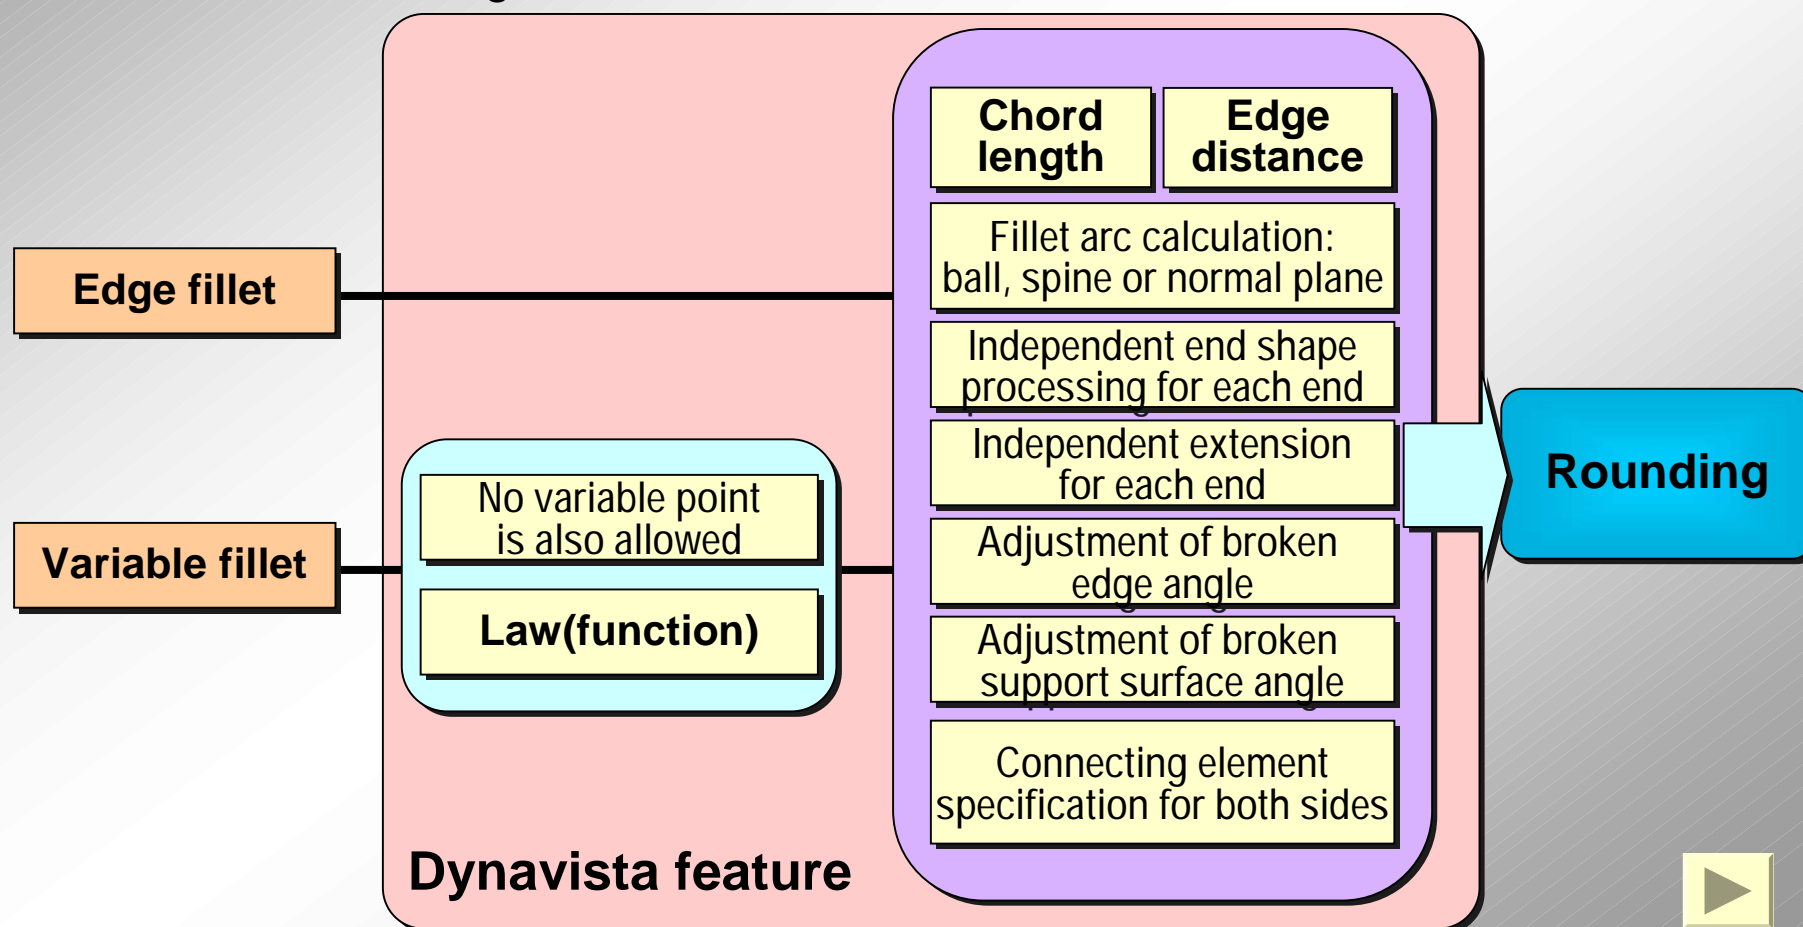 Chord
length
Edge
distance
Fillet arc calculation:
ball, spine or normal plane
Edge fillet
Independent end shape
processing for each end
Independent extension
for each end
Rounding
No variable point
is also allowed
Variable fillet
Adjustment of broken
edge angle
Law(function)
Adjustment of broken
support surface angle
Connecting element
specification for both sides
Dynavista feature